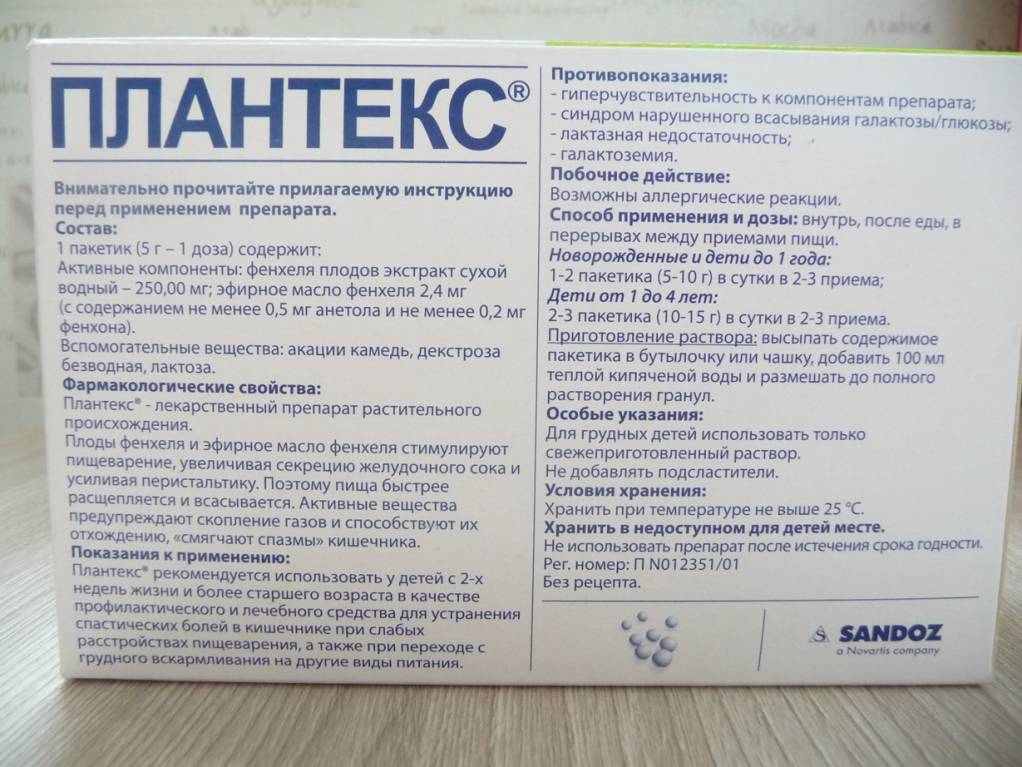 ПЛАНТЕКС®
Внимательно прочитайте прилагаемую инструкцию
перед применением препарата.
Состав:
1 пакетик (5 г – 1 доза) содержит:
Активные компоненты: фенхеля плодов экстракт сухой
водный – 250,00 мг; эфирное масло фенхеля 2,4 мг
(с содержанием не менее 0,5 мг анетола и не менее 0,2 мг
фенхона).
Вспомогательные вещества: акации камедь, декстроза
безводная, лактоза.
Фармакологические свойства:
Плантекс® - лекарственный препарат растительного
происхождения.
Плоды фенхеля и эфирное масло фенхеля стимулируют
пищеварение, увеличивая секрецию желудочного сока и
усиливая перистальтику. Поэтому пища быстрее
расщепляется и всасывается. Активные вещества
предупреждают скопление газов и способствуют их
отхождению, «смягчают спазмы» кишечника.
Показания к применению:
Плантекс® рекомендуется использовать у детей с 2-х
недель жизни и более старшего возраста в качестве
профилактического и лечебного средства для устранения
спастических болей в кишечнике при слабых
расстройствах пищеварения, а также при переходе с
грудного вскармливания на другие виды питания.
Противопоказания:
- гиперчувствительность к компонентам препарата;
- синдром нарушенного всасывания галактозы/глюкозы;
- лактазная недостаточность;
- галактоземия.
Побочное действие:
Возможны аллергические реакции.
Способ применения и дозы: внутрь, после еды, в
перерывах между приемами пищи.
Новорожденные и дети до 1 года:
1-2 пакетика (5-10 г) в сутки в 2-3 приема;
Дети от 1 до 4 лет:
2-3 пакетика (10-15 г) в сутки в 2-3 приема.
Приготовление раствора: высыпать содержимое
пакетика в бутылочку или чашку, добавить 100 мл
теплой кипяченой воды и размешать до полного
растворения гранул.
Особые указания:
Для грудных детей использовать только
свежеприготовленный раствор.
Не добавлять подсластители.
Условия хранения:
Хранить при температуре не выше 25 °C.
Хранить в недоступном для детей месте.
Не использовать препарат после истечения срока годности.
Рег. номер: П N012351/01
Без рецепта.
SANDOZ
a Novartis company